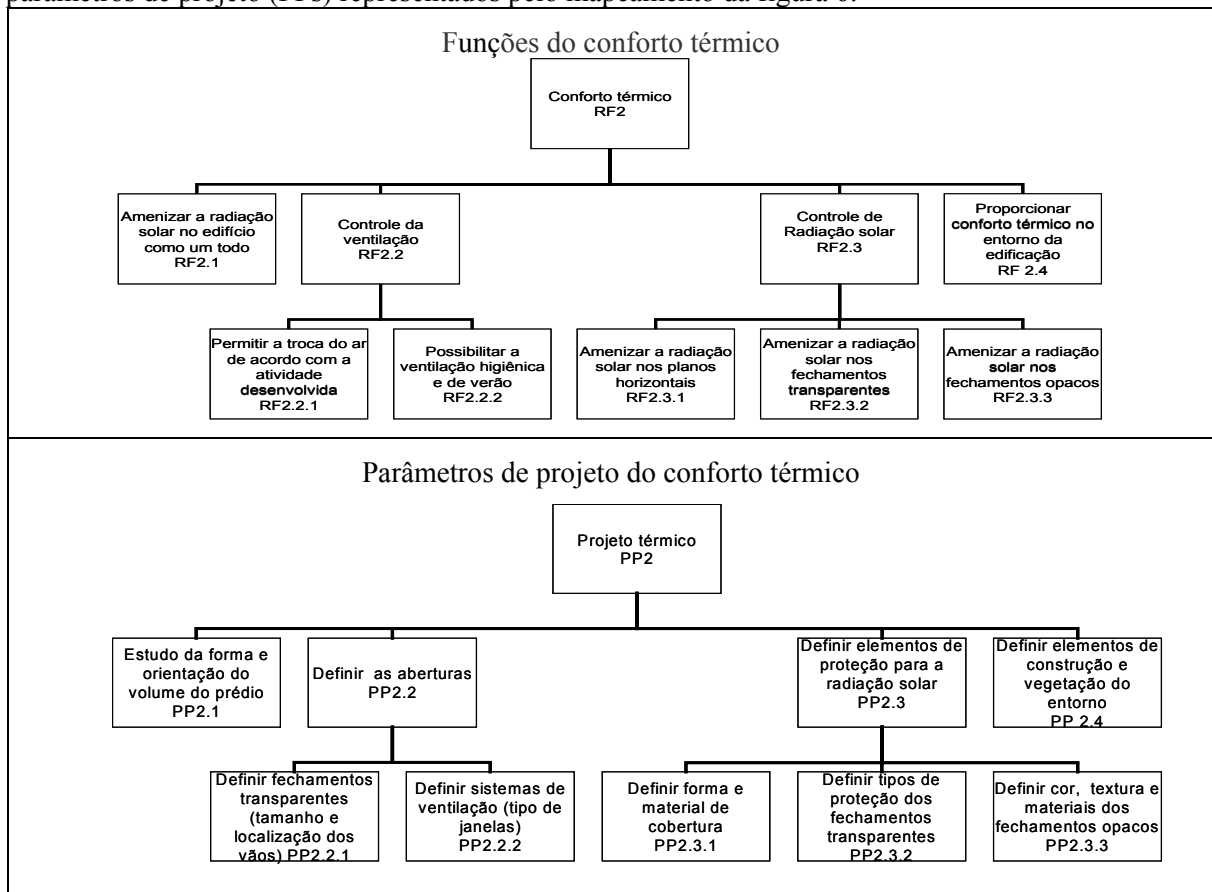 parâmetros de projeto (PPs) representados pelo mapeamento da figura 6.
Funções do conforto térmico
Conforto térmico
RF2
Amenizar a radiação
solar no edifício
como um todo
RF2.1
Controle da
ventilação
RF2.2
Controle de
Radiação solar
RF2.3
Proporcionar
conforto térmico no
entorno da
edificação
RF 2.4
Permitir a troca do ar
de acordo com a
atividade
desenvolvida
RF2.2.1
Possibilitar a
ventilação higiênica
e de verão
RF2.2.2
Amenizar a radiação
solar nos planos
horizontais
RF2.3.1
Amenizar a radiação
solar nos
fechamentos
transparentes
RF2.3.2
Amenizar a radiação
solar nos
fechamentos opacos
RF2.3.3
Parâmetros de projeto do conforto térmico
Projeto térmico
PP2
Estudo da forma e
orientação do
volume do prédio
PP2.1
Definir as aberturas
PP2.2
Definir elementos de
proteção para a
radiação solar
PP2.3
Definir elementos de
construção e
vegetação do
entorno
PP 2.4
Definir fechamentos
transparentes
(tamanho e
localização dos
vãos) PP2.2.1
Definir sistemas de
ventilação (tipo de
janelas)
PP2.2.2
Definir forma e
material de
cobertura
PP2.3.1
Definir tipos de
proteção dos
fechamentos
transparentes
PP2.3.2
Definir cor, textura e
materiais dos
fechamentos opacos
PP2.3.3